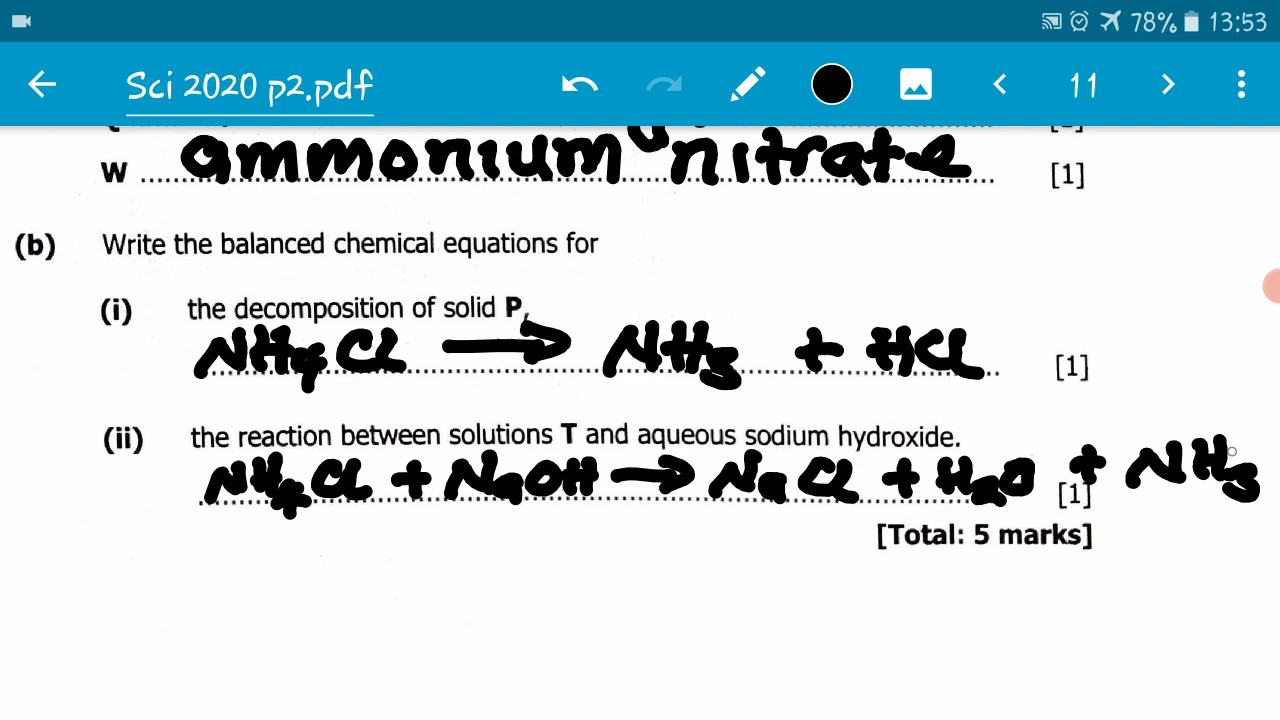 78% 13:53
Sci 2020 p2.pdf 11
w ammonium nitrate [1]
(b) Write the balanced chemical equations for
(i) the decomposition of solid P,
NH4Cl → NH3 + HCl [1]
(ii) the reaction between solutions T and aqueous sodium hydroxide.
NH4Cl + NaOH → NaCl + H2O + NH3 [1]
[Total: 5 marks]